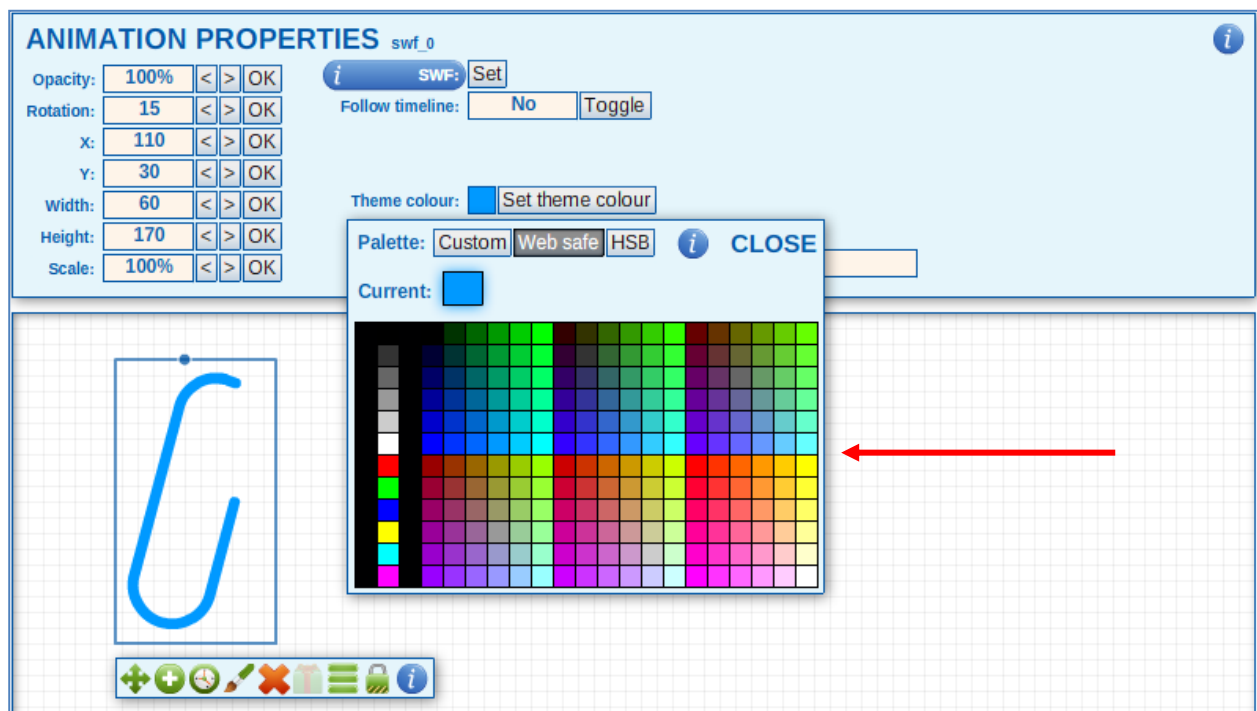 ANIMATION PROPERTIES swf_0 i
Opacity: 100% < > OK i SWF: Set
Rotation: 15 < > OK Follow timeline: No Toggle
X: 110 < > OK
Y: 30 < > OK
Width: 60 < > OK Theme colour: Set theme colour
Height: 170 < > OK
Scale: 100% < > OK
Palette: Custom Web safe HSB i CLOSE
Current:
i